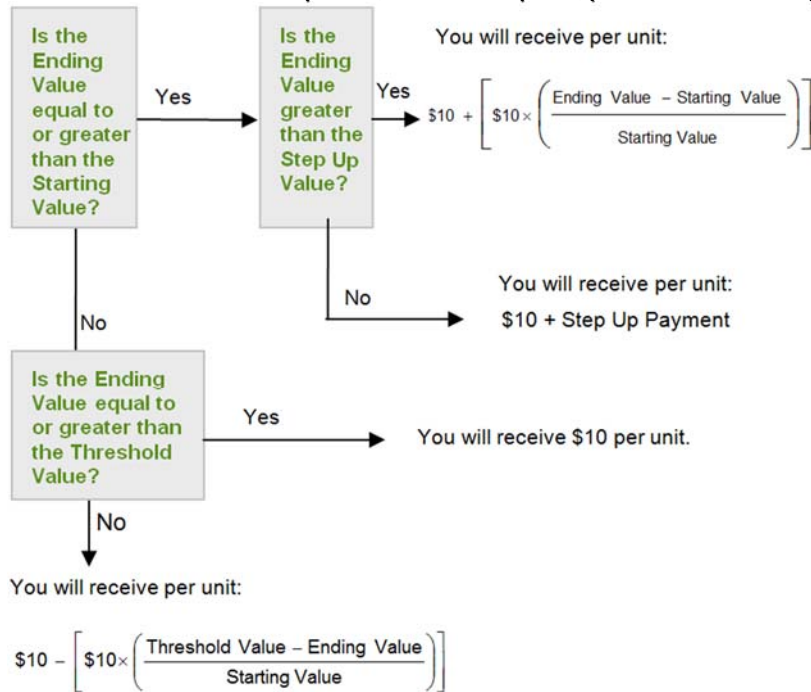 Is the
Ending
Value
equal to
or greater
than the
Starting
Value?
Yes
Is the
Ending
Value
greater
than the
Step Up
Value?
Yes
You will receive per unit:
$10 + [ $10 × ( Ending Value – Starting Value
Starting Value ) ]
No
You will receive per unit:
$10 + Step Up Payment
No
Is the Ending
Value equal to
or greater than
the Threshold
Value?
Yes
You will receive $10 per unit.
No
You will receive per unit:
$10 – [ $10× ( Threshold Value – Ending Value
Starting Value ) ]